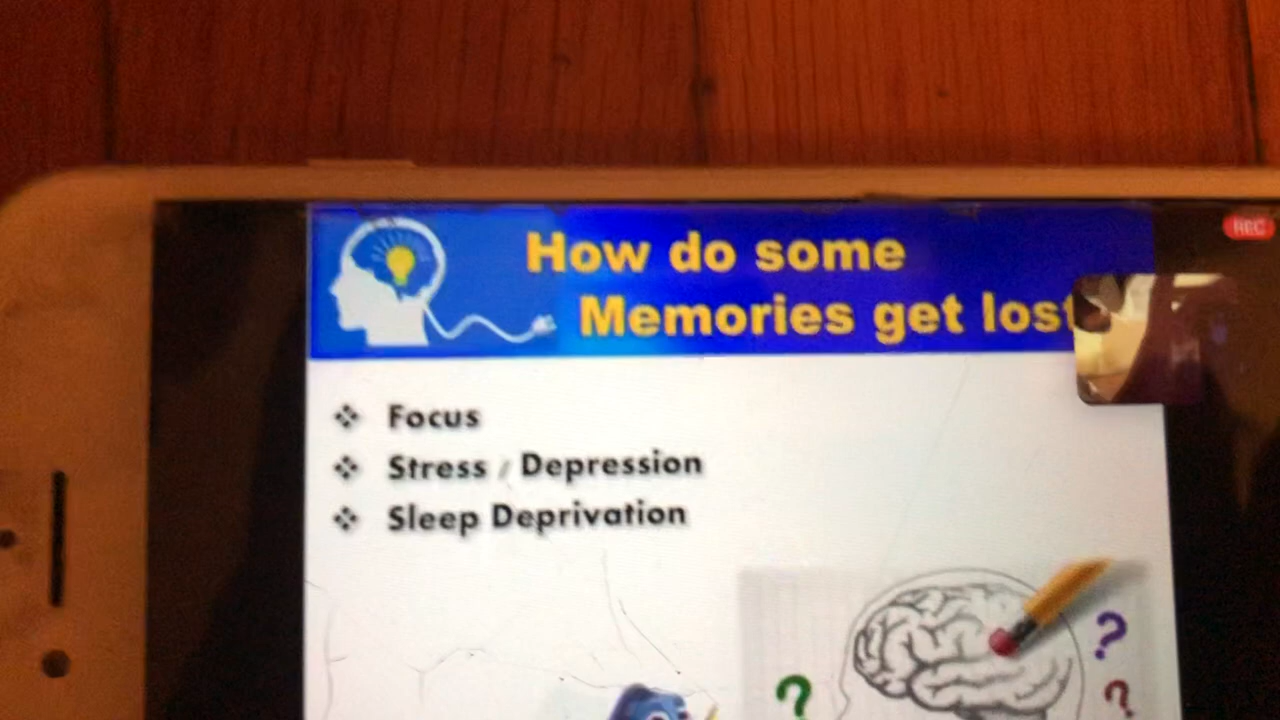 How do some
Memories get lost
REC
Focus
Stress / Depression
Sleep Deprivation
?
?
?